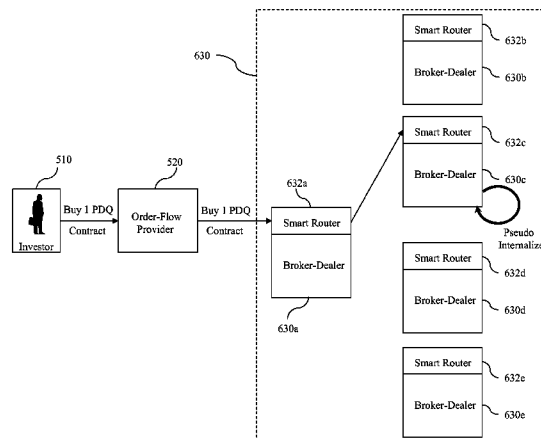 630
Smart Router
632b
Broker-Dealer
630b
510
520
632a
Smart Router
632c
Broker-Dealer
630c
Buy 1 PDQ
Contract
Investor
Order-Flow
Provider
Buy 1 PDQ
Contract
Smart Router
Broker-Dealer
630a
Pseudo
Internalize
Smart Router
632d
Broker-Dealer
630d
Smart Router
632e
Broker-Dealer
630e